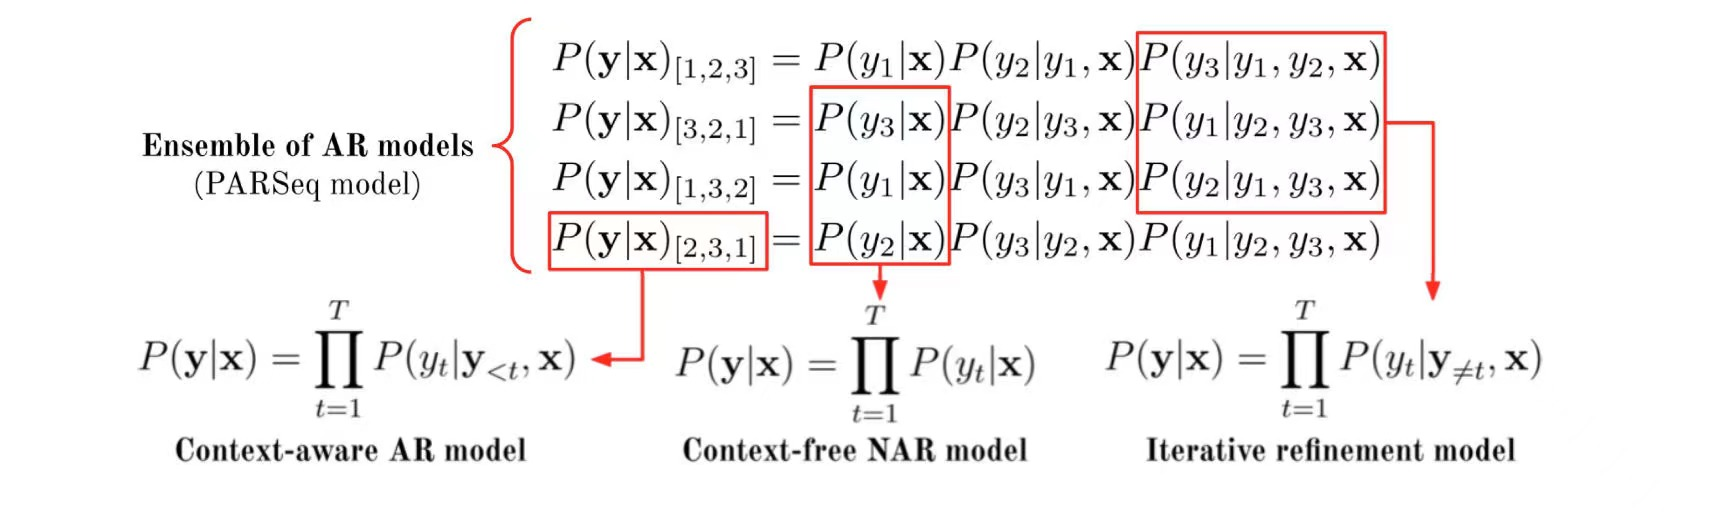 P(y|x)[1,2,3] = P(y₁|x)P(y₂|y₁, x)P(y₃|y₁, y₂, x)
P(y|x)[3,2,1] = P(y₃|x)P(y₂|y₃, x)P(y₁|y₂, y₃, x)
Ensemble of AR models
(PARSeq model)
P(y|x)[1,3,2] = P(y₁|x)P(y₃|y₁, x)P(y₂|y₁, y₃, x)
P(y|x)[2,3,1] = P(y₂|x)P(y₃|y₂, x)P(y₁|y₂, y₃, x)
P(y|x) = ∏_{t=1}^{T} P(yₜ|y_{<t}, x)
Context-aware AR model
P(y|x) = ∏_{t=1}^{T} P(yₜ|x)
Context-free NAR model
P(y|x) = ∏_{t=1}^{T} P(yₜ|y_{≠t}, x)
Iterative refinement model